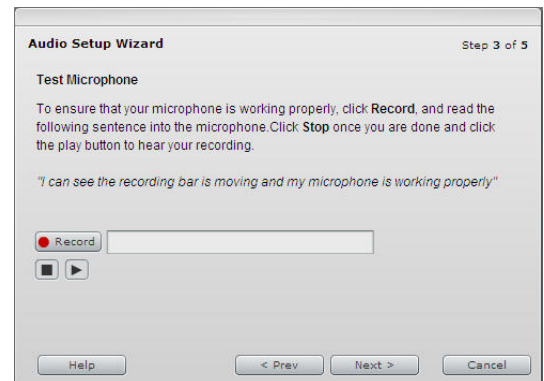 Audio Setup Wizard Step 3 of 5
Test Microphone
To ensure that your microphone is working properly, click Record, and read the
following sentence into the microphone.Click Stop once you are done and click
the play button to hear your recording.
"I can see the recording bar is moving and my microphone is working properly"
Record
Help < Prev Next > Cancel